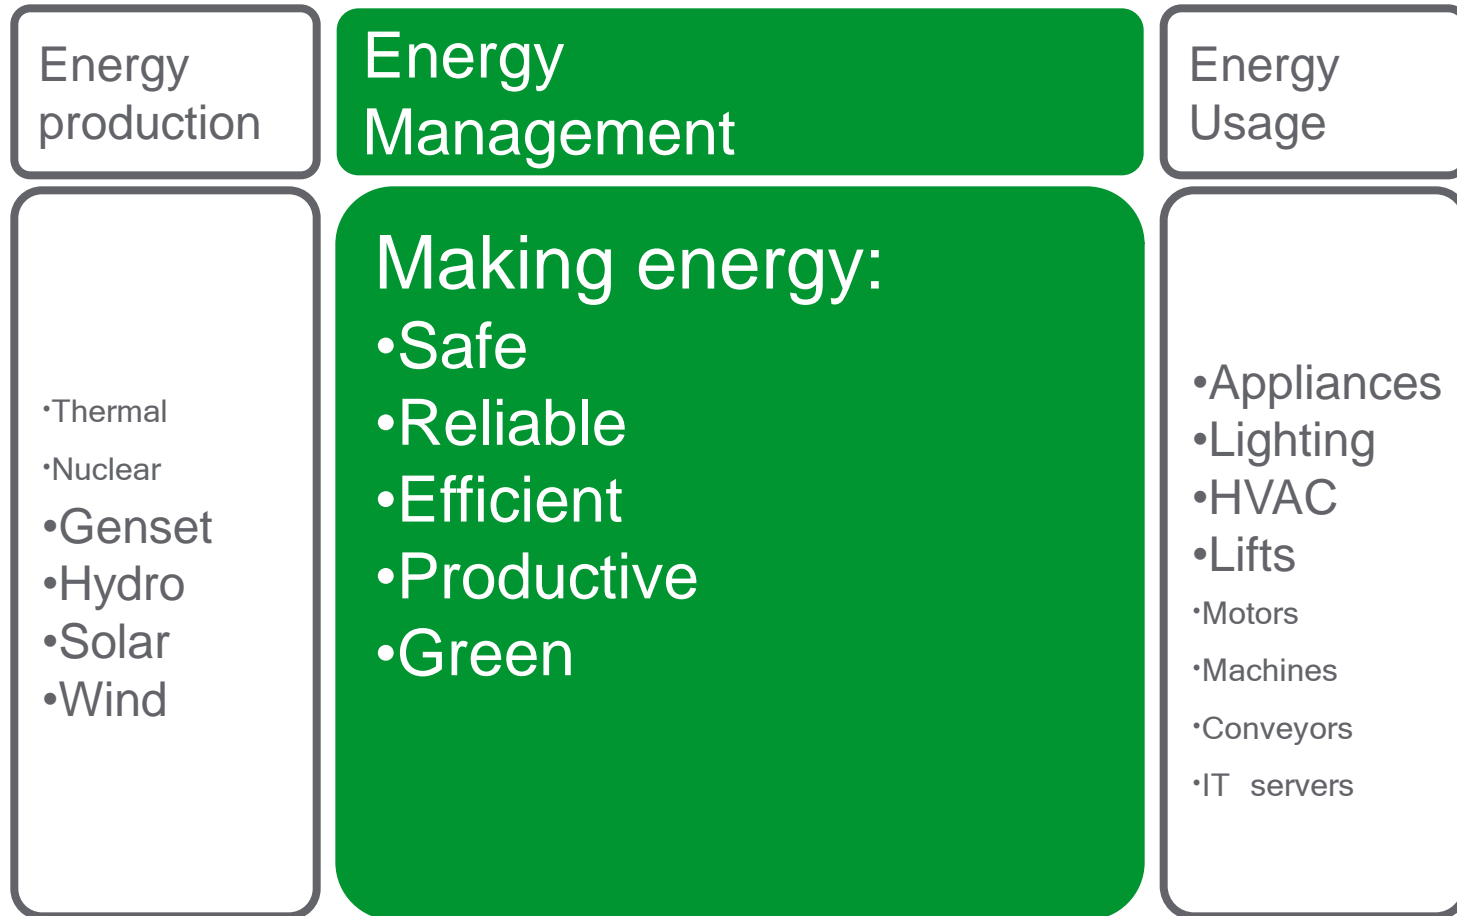 Energy
production
•Thermal
•Nuclear
•Genset
•Hydro
•Solar
•Wind
Energy
Management
Making energy:
•Safe
•Reliable
•Efficient
•Productive
•Green
Energy
Usage
•Appliances
•Lighting
•HVAC
•Lifts
•Motors
•Machines
•Conveyors
•IT servers